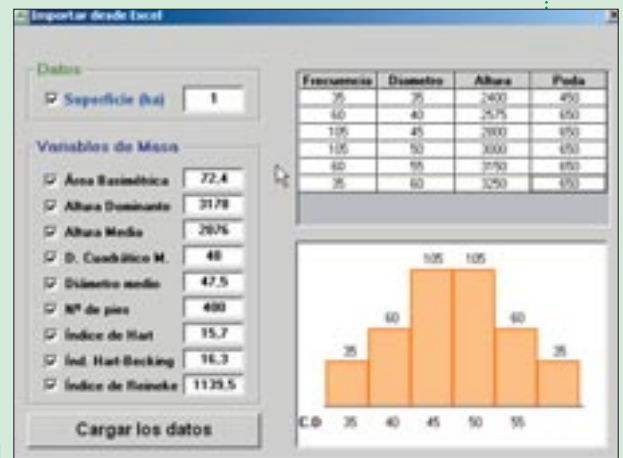 Importar desde Excel
Datos
Superficie (ha) 1
Variables de Masa
Área Basimétrica 72,4
Altura Dominante 3178
Altura Media 2876
D. Cuadrático M. 48
Diámetro medio 47,5
Nº de pies 400
Índice de Hart 15,7
Ind. Hart-Becking 16,3
Índice de Reineke 1139,5
Cargar los datos
Frecuencia Diametro Altura Poda
35 35 2400 450
60 40 2575 650
105 45 2800 650
105 50 3000 650
60 55 3150 650
35 60 3250 650
105 105
60 60
35 35
C.D 35 40 45 50 55